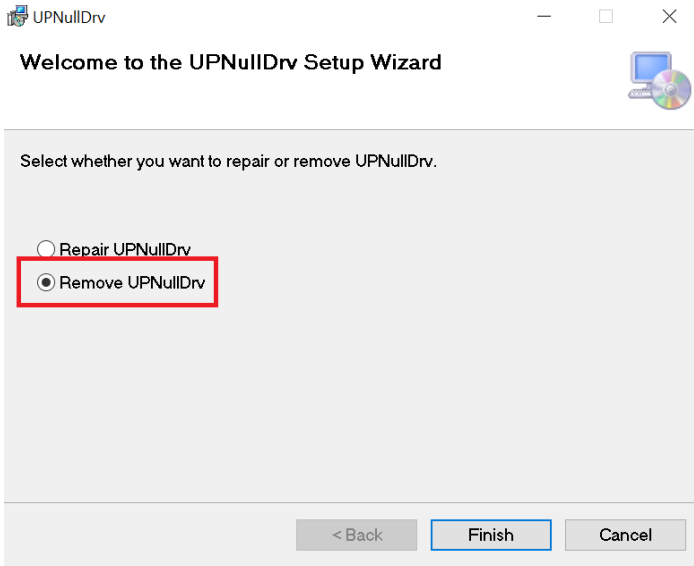 UPNullDrv
Welcome to the UPNullDrv Setup Wizard
Select whether you want to repair or remove UPNullDrv.
Repair UPNullDrv
Remove UPNullDrv
< Back
Finish
Cancel